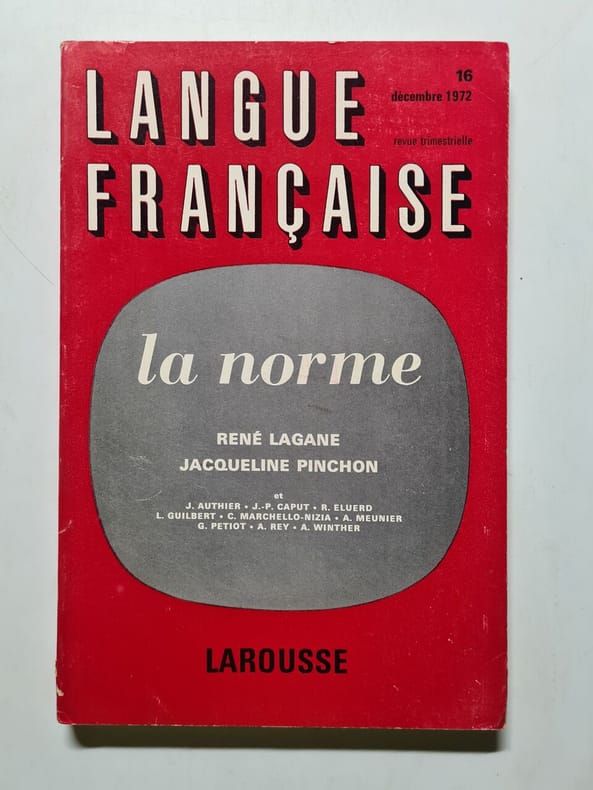 LANGUE
FRANÇAISE
16
décembre 1972
revue trimestrielle
la norme
RENÉ LAGANE
JACQUELINE PINCHON
et
J. AUTHIER • J.-P. CAPUT • R. ELUERD
L. GUILBERT • C. MARCHELLO-NIZIA • A. MEUNIER
G. PETIOT • A. REY • A. WINTHER
LAROUSSE